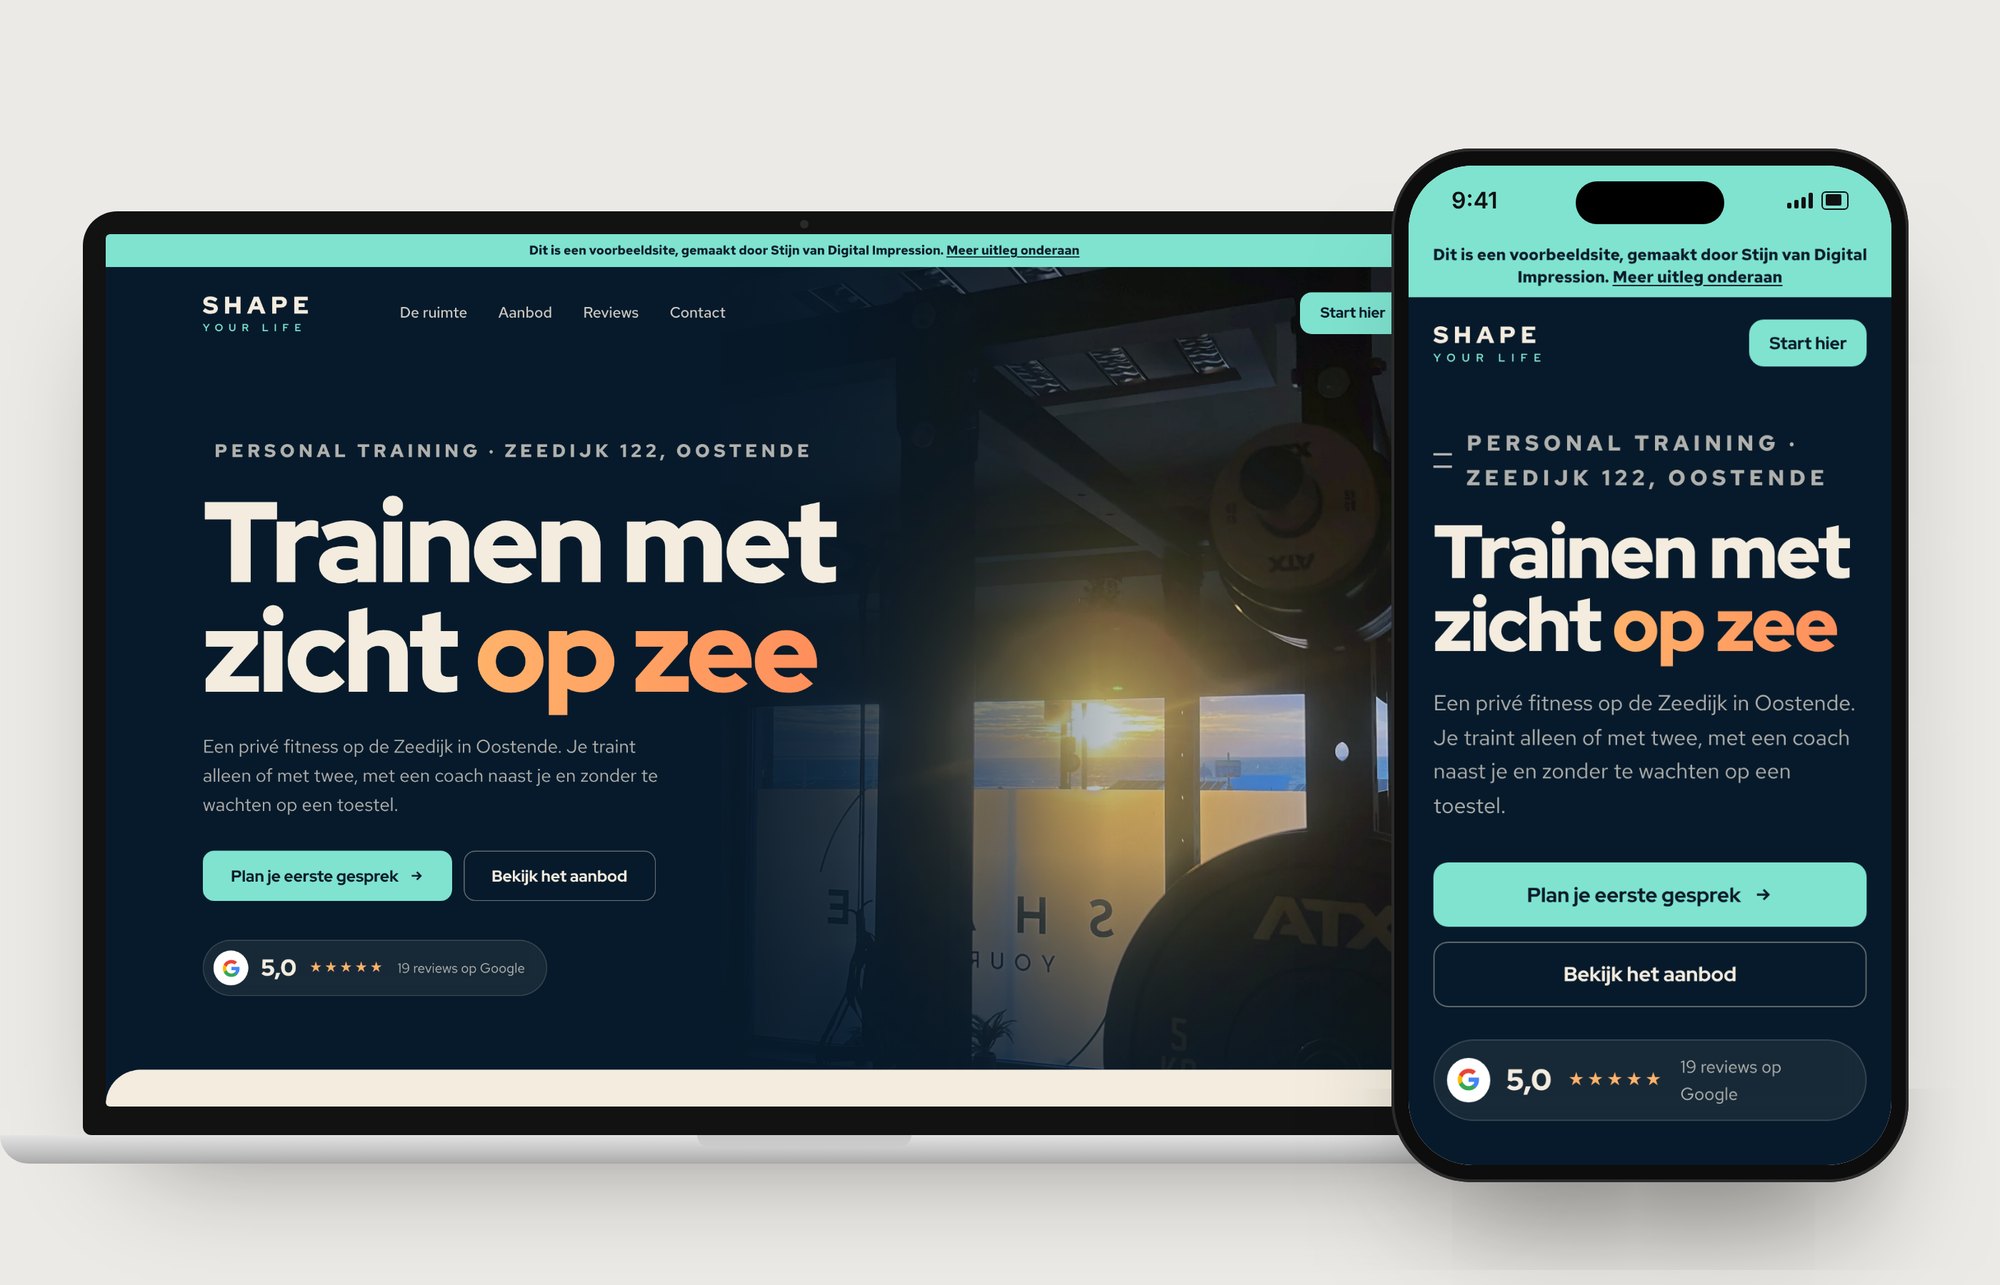 Dit is een voorbeeldsite, gemaakt door Stijn van Digital Impression. Meer uitleg onderaan
SHAPE
YOUR LIFE
De ruimte Aanbod Reviews Contact
Start hier
PERSONAL TRAINING · ZEEDIJK 122, OOSTENDE
Trainen met
zicht op zee
Een privé fitness op de Zeedijk in Oostende. Je traint
alleen of met twee, met een coach naast je en zonder te
wachten op een toestel.
Plan je eerste gesprek →
Bekijk het aanbod
5,0 ★★★★★ 19 reviews op Google
ATX
ATX
S H E
YOUR
ATX
5
9:41
Dit is een voorbeeldsite, gemaakt door Stijn van Digital
Impression. Meer uitleg onderaan
SHAPE
YOUR LIFE
Start hier
PERSONAL TRAINING ·
ZEEDIJK 122, OOSTENDE
Trainen met
zicht op zee
Een privé fitness op de Zeedijk in Oostende.
Je traint alleen of met twee, met een coach
naast je en zonder te wachten op een
toestel.
Plan je eerste gesprek →
Bekijk het aanbod
5,0 ★★★★★ 19 reviews op
Google